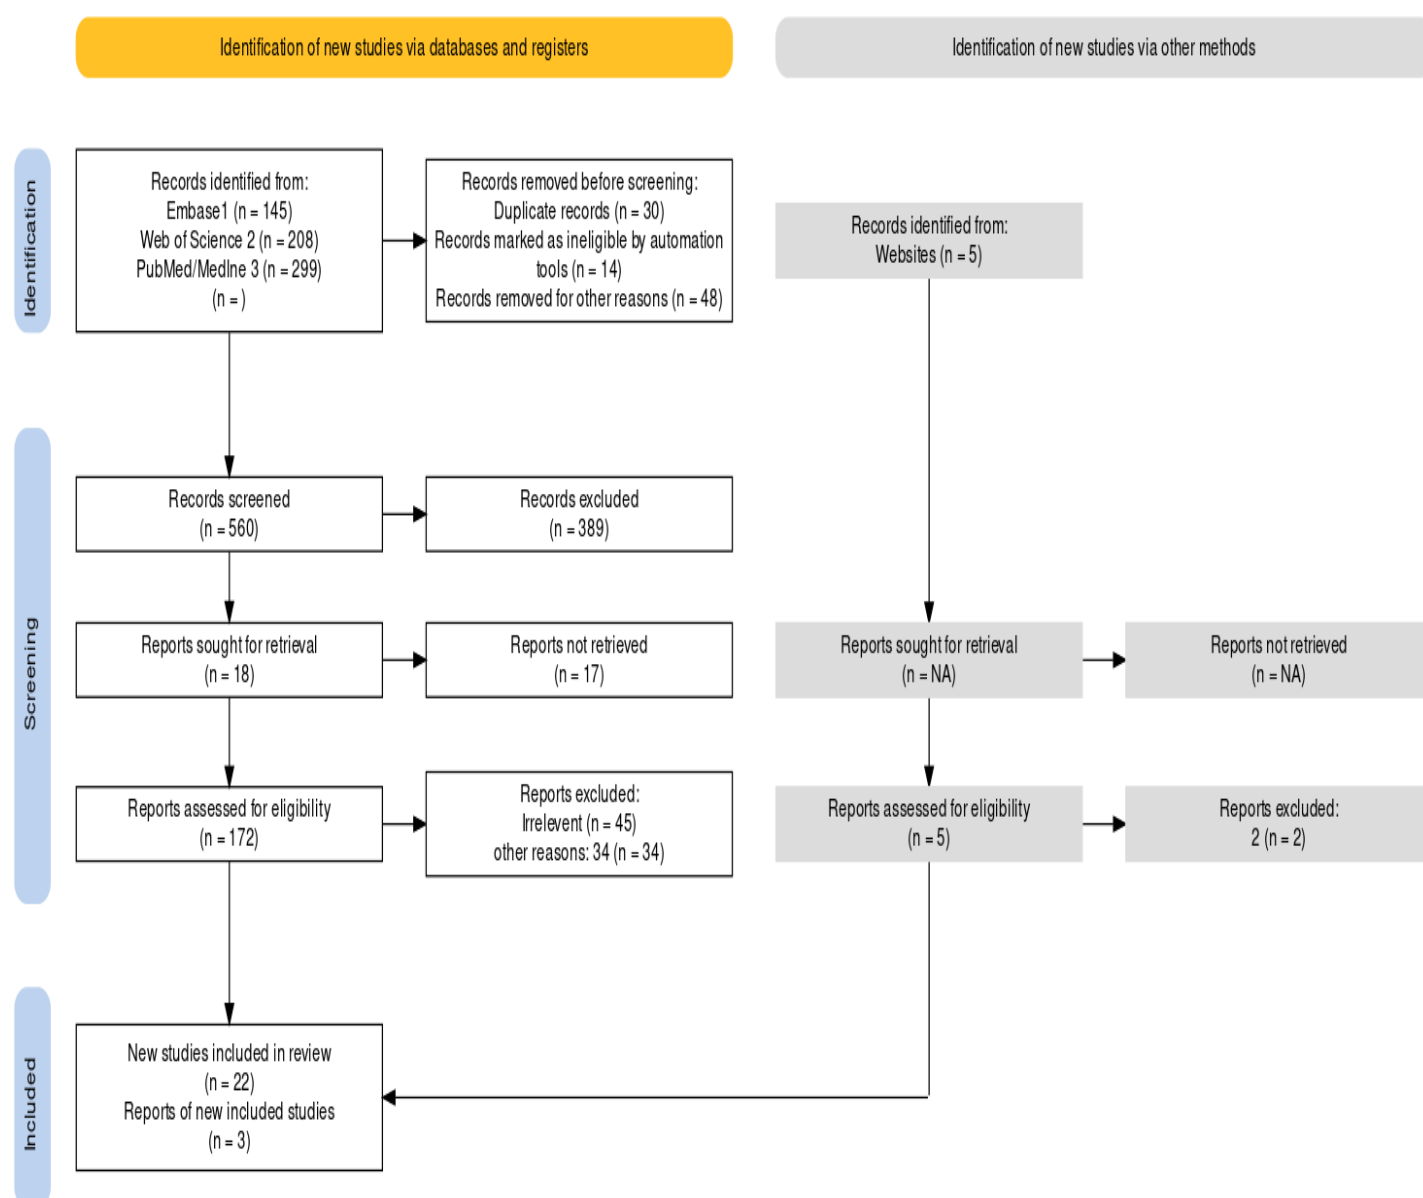 Identification of new studies via databases and registers
Identification of new studies via other methods
Identification
Records identified from:
Embase1 (n = 145)
Web of Science 2 (n = 208)
PubMed/Medlne 3 (n = 299)
(n = )
Records removed before screening:
Duplicate records (n = 30)
Records marked as ineligible by automation
tools (n = 14)
Records removed for other reasons (n = 48)
Records identified from:
Websites (n = 5)
Screening
Records screened
(n = 560)
Records excluded
(n = 389)
Reports sought for retrieval
(n = 18)
Reports not retrieved
(n = 17)
Reports sought for retrieval
(n = NA)
Reports not retrieved
(n = NA)
Reports assessed for eligibility
(n = 172)
Reports excluded:
Irrelevent (n = 45)
other reasons: 34 (n = 34)
Reports assessed for eligibility
(n = 5)
Reports excluded:
2 (n = 2)
Included
New studies included in review
(n = 22)
Reports of new included studies
(n = 3)